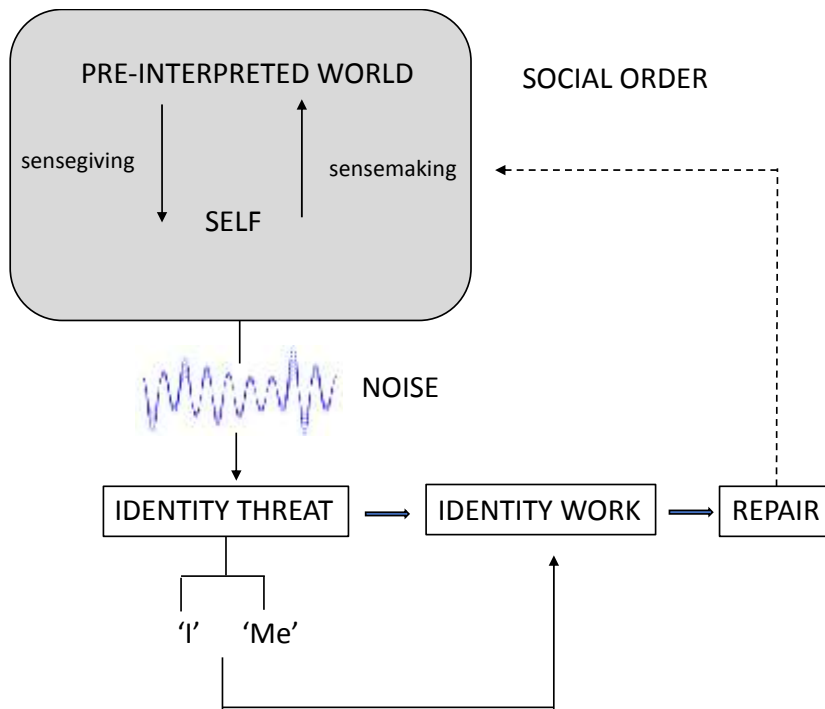 PRE-INTERPRETED WORLD
SOCIAL ORDER
sensegiving
sensemaking
SELF
NOISE
IDENTITY THREAT
IDENTITY WORK
REPAIR
‘I’
‘Me’